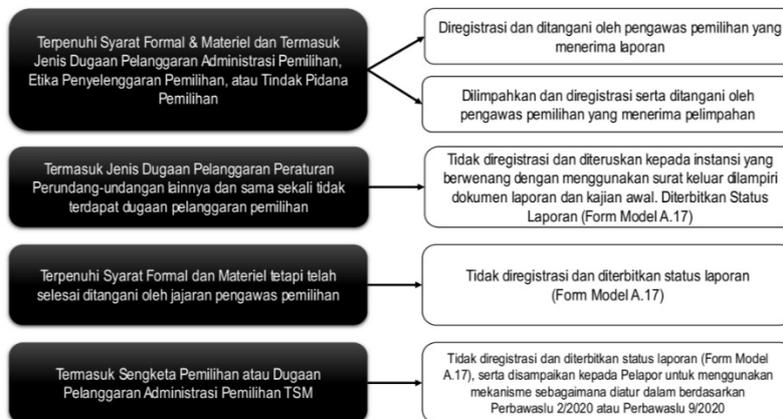 Terpenuhi Syarat Formal & Materiel dan Termasuk
Jenis Dugaan Pelanggaran Administrasi Pemilihan,
Etika Penyelenggaran Pemilihan, atau Tindak Pidana
Pemilihan
Diregistrasi dan ditangani oleh pengawas pemilihan yang
menerima laporan
Dilimpahkan dan diregistrasi serta ditangani oleh
pengawas pemilihan yang menerima pelimpahan
Termasuk Jenis Dugaan Pelanggaran Peraturan
Perundang-undangan lainnya dan sama sekali tidak
terdapat dugaan pelanggaran pemilihan
Tidak diregistrasi dan diteruskan kepada instansi yang
berwenang dengan menggunakan surat keluar dilampiri
dokumen laporan dan kajian awal. Diterbitkan Status
Laporan (Form Model A.17)
Terpenuhi Syarat Formal dan Materiel tetapi telah
selesai ditangani oleh jajaran pengawas pemilihan
Tidak diregistrasi dan diterbitkan status laporan
(Form Model A.17)
Termasuk Sengketa Pemilihan atau Dugaan
Pelanggaran Administrasi Pemilihan TSM
Tidak diregistrasi dan diterbitkan status laporan (Form Model
A.17), serta disampaikan kepada Pelapor untuk menggunakan
mekanisme sebagaimana diatur dalam berdasarkan
Perbawaslu 2/2020 atau Perbawaslu 9/2020